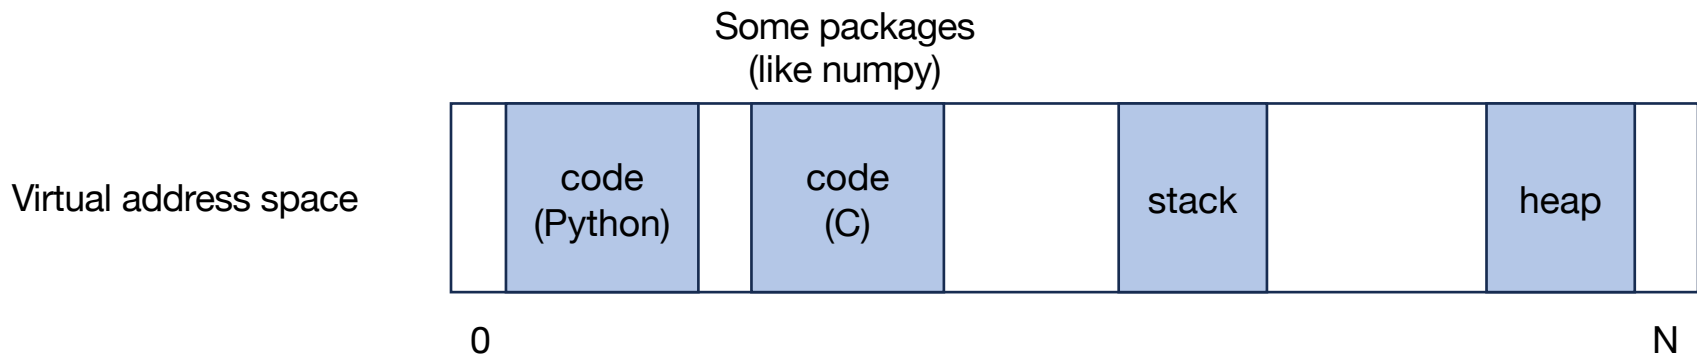 Some packages
(like numpy)
Virtual address space
code
(Python)
code
(C)
stack
heap
0
N